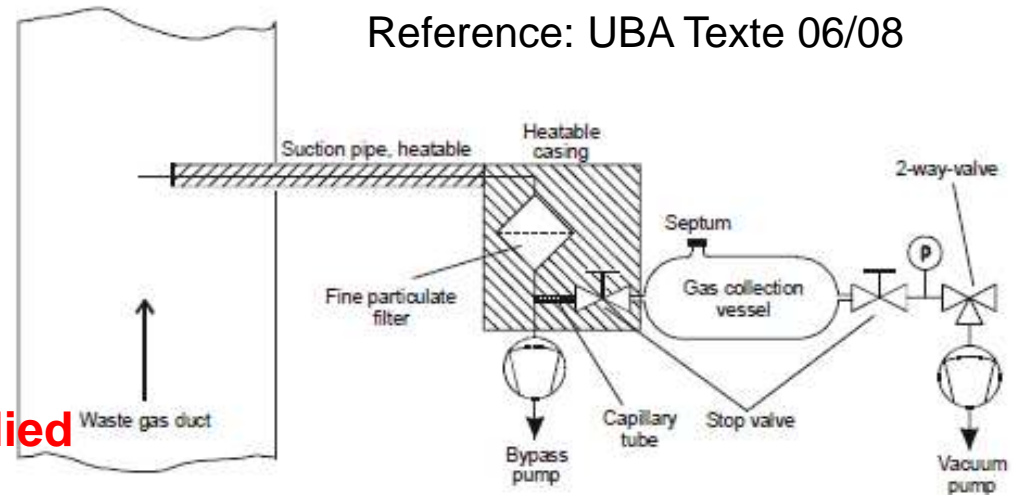 Reference: UBA Texte 06/08
Heatable
casing
Suction pipe, heatable
2-way-valve
Septum
P
Gas collection
vessel
Fine particulate
filter
Waste gas duct
Capillary
tube
Stop valve
Bypass
pump
Vacuum
pump